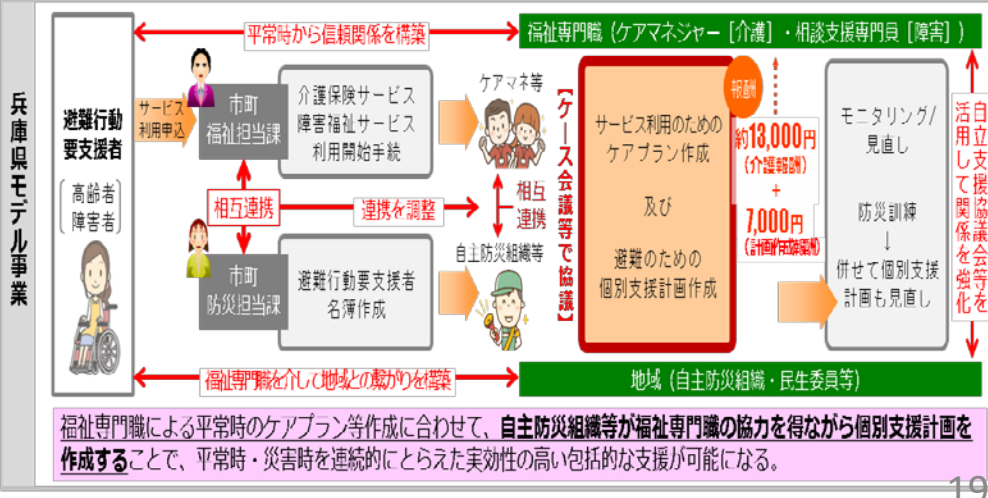 兵庫県モデル事業
平常時から信頼関係を構築
福祉専門職（ケアマネジャー［介護］・相談支援専門員［障害］）
避難行動
要支援者
高齢者
障害者
サービス
利用申込
市町
福祉担当課
介護保険サービス
障害福祉サービス
利用開始手続
ケアマネ等
相互連携
連携を調整
相互
連携
市町
防災担当課
避難行動要支援者
名簿作成
自主防災組織等
【ケース会議等で協議】
サービス利用のための
ケアプラン作成
及び
避難のための
個別支援計画作成
報酬
約13,000円
（介護報酬）
＋
7,000円
モニタリング/
見直し
防災訓練
↓
併せて個別支援
計画も見直し
自立支援協議会等を
活用して関係を強化
福祉専門職を介して地域との繋がりを構築
地域（自主防災組織・民生委員等）
福祉専門職による平常時のケアプラン等作成に合わせて、自主防災組織等が福祉専門職の協力を得ながら個別支援計画を
作成することで、平常時・災害時を連続的にとらえた実効性の高い包括的な支援が可能になる。
19